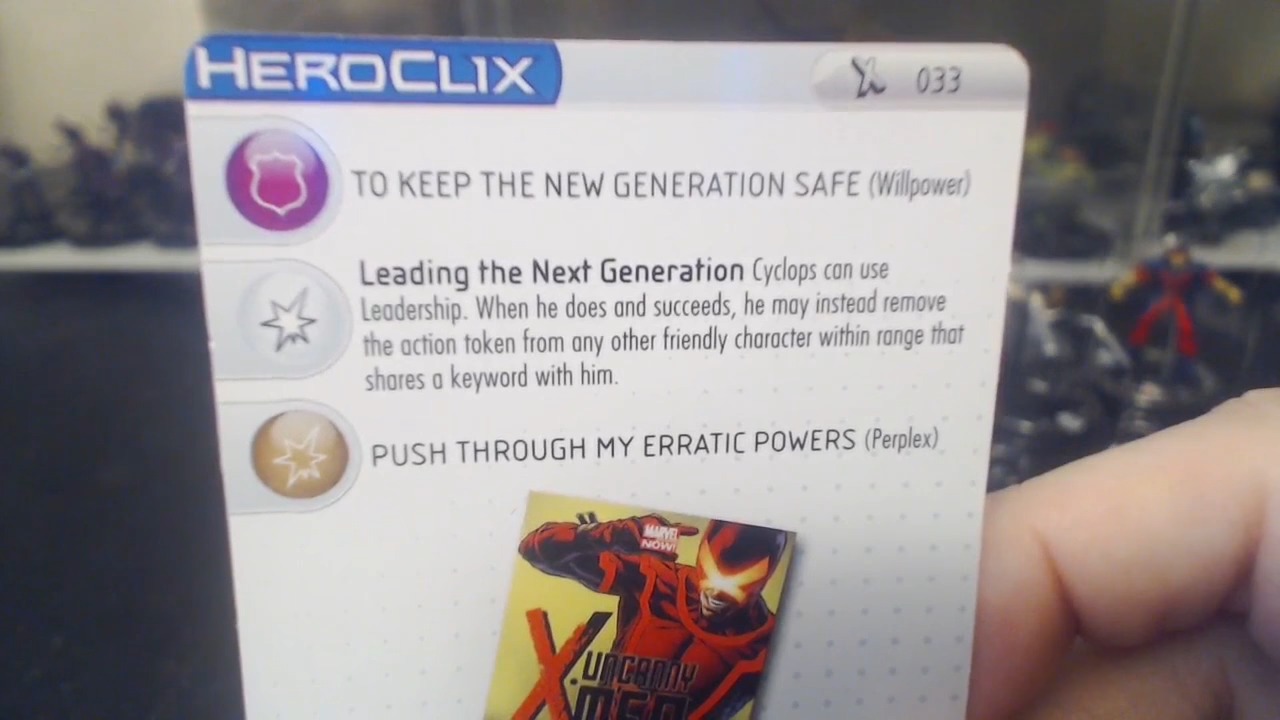 HEROCLIX
033
TO KEEP THE NEW GENERATION SAFE (Willpower)
Leading the Next Generation Cyclops can use
Leadership. When he does and succeeds, he may instead remove
the action token from any other friendly character within range that
shares a keyword with him.
PUSH THROUGH MY ERRATIC POWERS (Perplex)
MARVEL
NOW!
UNCANNY
X-MEN